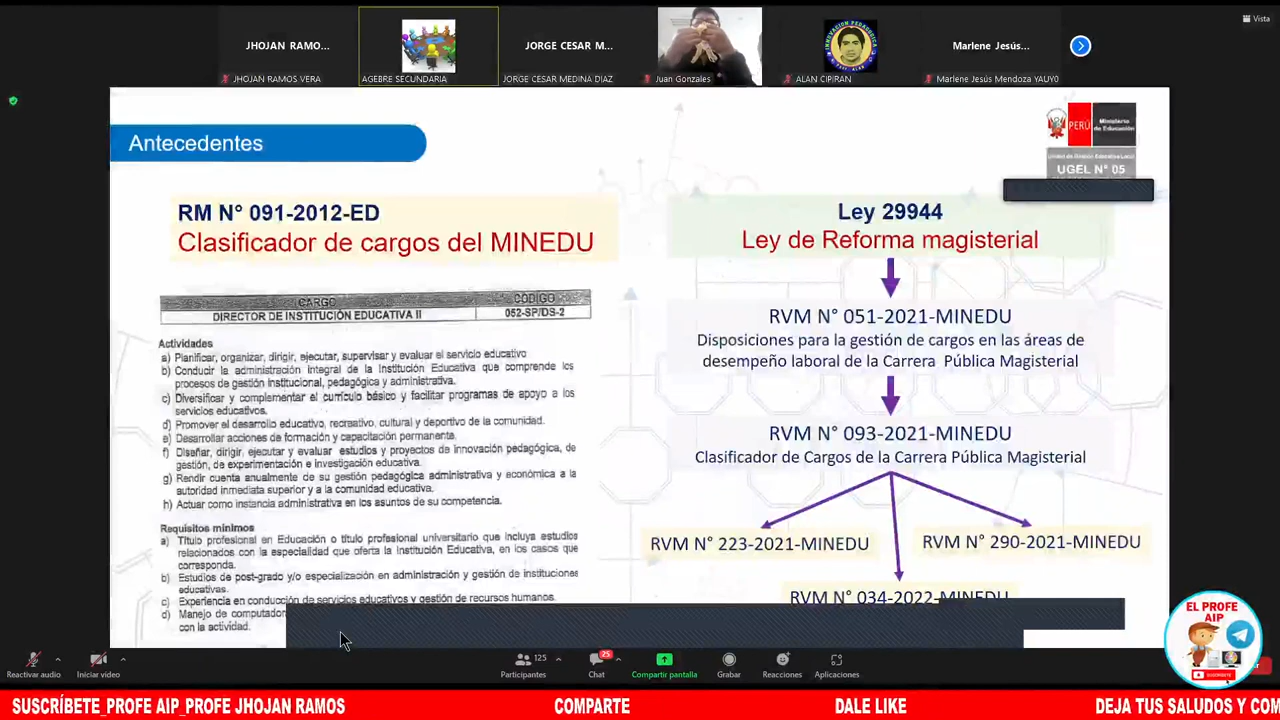 Vista
JHOJAN RAMO...
JORGE CESAR M...
INNOVACIÓN PEDAGÓGICA
Marlene Jesús...
JHOJAN RAMOS VERA
AGEBRE SECUNDARIA
JORGE CESAR MEDINA DIAZ
Juan Gonzales
ALAN CIPIRAN
Marlene Jesús Mendoza YAUYO
Antecedentes
PERÚ
Ministerio
de Educación
Unidad de Gestión Educativa Local
UGEL N° 05
RM N° 091-2012-ED
Clasificador de cargos del MINEDU
CARGO
CÓDIGO
DIRECTOR DE INSTITUCIÓN EDUCATIVA II
052-SP/DS-2
Actividades
a) Planificar, organizar, dirigir, ejecutar, supervisar y evaluar el servicio educativo
b) Conducir la administración integral de la Institución Educativa que comprende los
procesos de gestión institucional, pedagógica y administrativa.
c) Diversificar y complementar el currículo básico y facilitar programas de apoyo a los
servicios educativos.
d) Promover el desarrollo educativo, recreativo, cultural y deportivo de la comunidad.
e) Desarrollar acciones de formación y capacitación permanente.
f) Diseñar, dirigir, ejecutar y evaluar estudios y proyectos de innovación pedagógica, de
gestión, de experimentación e investigación educativa.
g) Rendir cuenta anualmente de su gestión pedagógica administrativa y económica a la
autoridad inmediata superior y a la comunidad educativa.
h) Actuar como instancia administrativa en los asuntos de su competencia.
Requisitos mínimos
a) Título profesional en Educación o título profesional universitario que incluya estudios
relacionados con la especialidad que oferta la Institución Educativa, en los casos que
corresponda.
b) Estudios de post-grado y/o especialización en administración y gestión de instituciones
educativas.
c) Experiencia en conducción de servicios educativos y gestión de recursos humanos.
d) Manejo de computador
con la actividad.
Ley 29944
Ley de Reforma magisterial
RVM N° 051-2021-MINEDU
Disposiciones para la gestión de cargos en las áreas de
desempeño laboral de la Carrera Pública Magisterial
RVM N° 093-2021-MINEDU
Clasificador de Cargos de la Carrera Pública Magisterial
RVM N° 223-2021-MINEDU
RVM N° 290-2021-MINEDU
RVM N° 034-2022-MINEDU
EL PROFE
AIP
SUSCRÍBETE
Reactivar audio
Iniciar video
125
Participantes
25
Chat
Compartir pantalla
Grabar
Reacciones
Aplicaciones
SUSCRÍBETE_PROFE AIP_PROFE JHOJAN RAMOS
COMPARTE
DALE LIKE
DEJA TUS SALUDOS Y COM